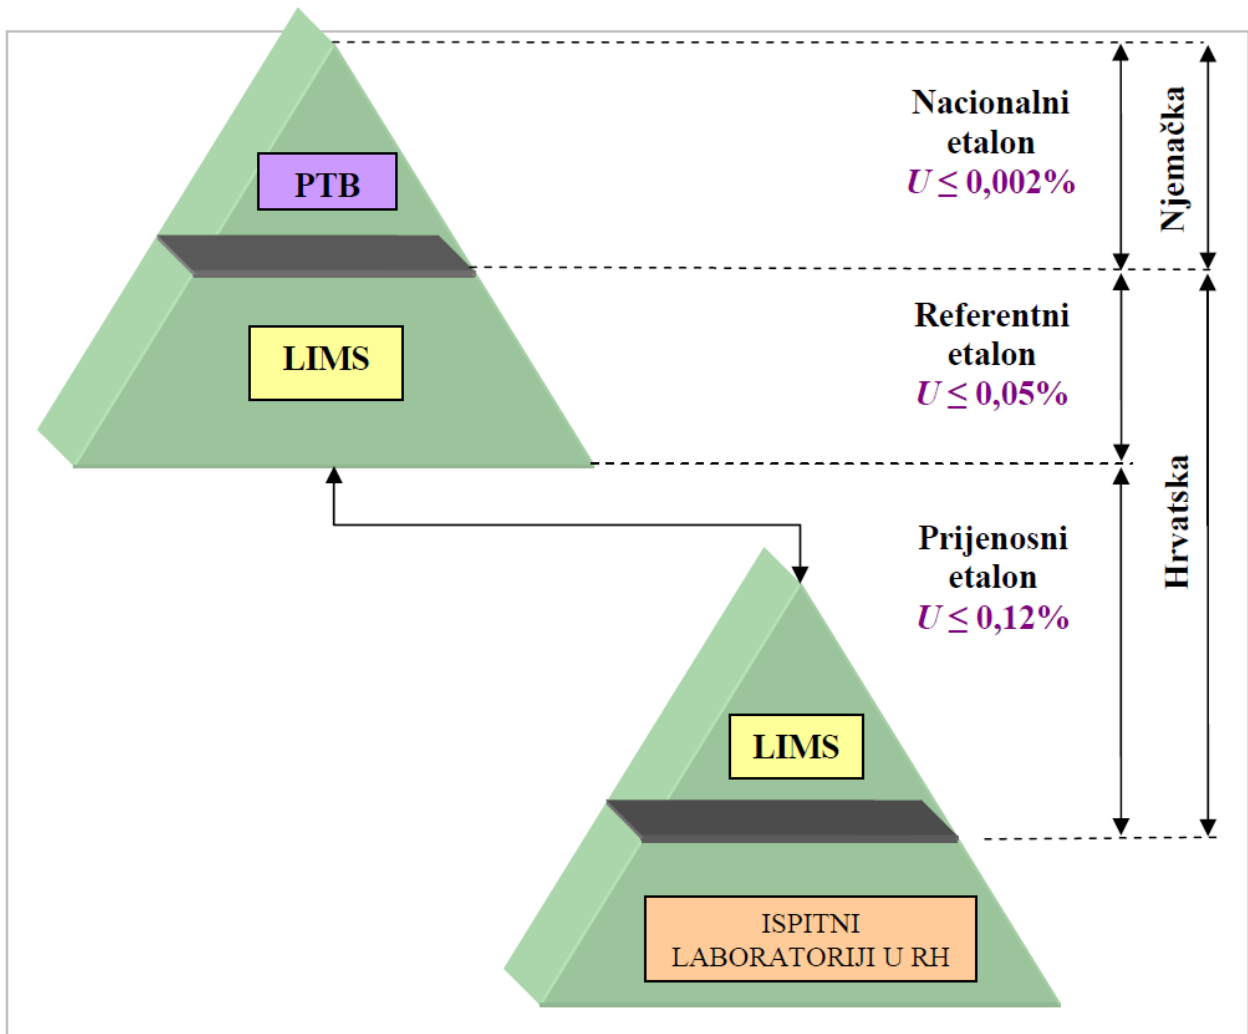 PTB
Nacionalni
etalon
U ≤ 0,002%
Njemačka
LIMS
Referentni
etalon
U ≤ 0,05%
Hrvatska
Prijenosni
etalon
U ≤ 0,12%
LIMS
ISPITNI
LABORATORIJI U RH